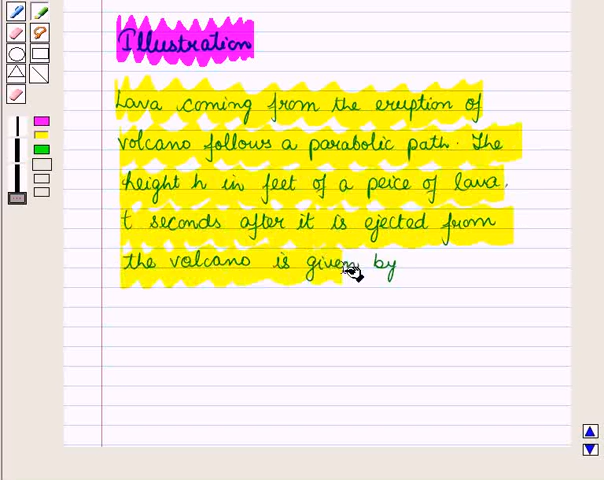 Illustration
Lava coming from the eruption of
volcano follows a parabolic path. The
height h in feet of a peice of lava.
t seconds after it is ejected from
the volcano is given by